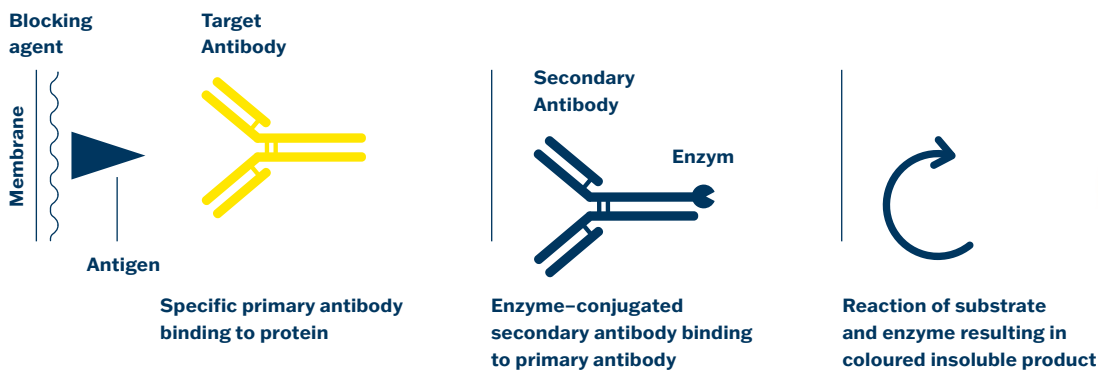 Blocking
agent
Target
Antibody
Membrane
Antigen
Specific primary antibody
binding to protein
Secondary
Antibody
Enzym
Enzyme–conjugated
secondary antibody binding
to primary antibody
Reaction of substrate
and enzyme resulting in
coloured insoluble product